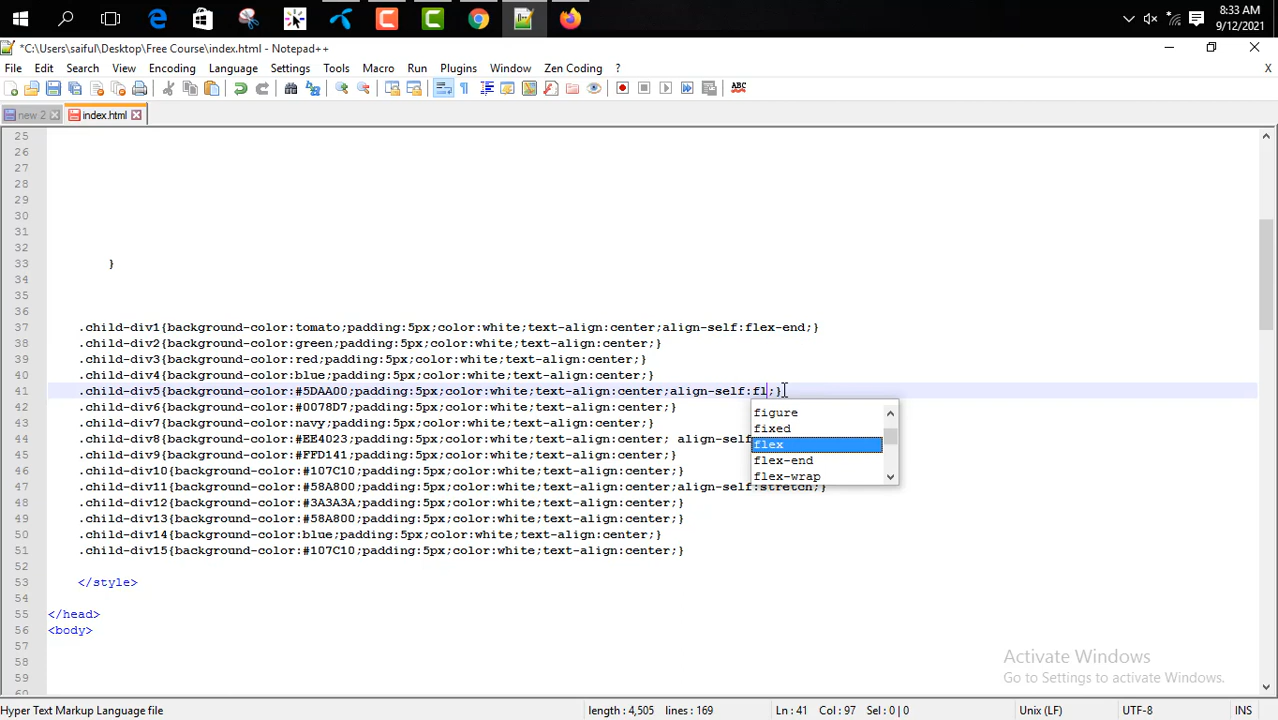 8:33 AM
9/12/2021
*C:\Users\saiful\Desktop\Free Course\index.html - Notepad++
File Edit Search View Encoding Language Settings Tools Macro Run Plugins Window Zen Coding ? X
ABC
new 2 index.html
25
26
27
28
29
30
31
32
33 }
34
35
36
37 .child-div1{background-color:tomato;padding:5px;color:white;text-align:center;align-self:flex-end;}
38 .child-div2{background-color:green;padding:5px;color:white;text-align:center;}
39 .child-div3{background-color:red;padding:5px;color:white;text-align:center;}
40 .child-div4{background-color:blue;padding:5px;color:white;text-align:center;}
41 .child-div5{background-color:#5DAA00;padding:5px;color:white;text-align:center;align-self:fl;}
42 .child-div6{background-color:#0078D7;padding:5px;color:white;text-align:center;}
43 .child-div7{background-color:navy;padding:5px;color:white;text-align:center;}
44 .child-div8{background-color:#EE4023;padding:5px;color:white;text-align:center; align-self
45 .child-div9{background-color:#FFD141;padding:5px;color:white;text-align:center;}
46 .child-div10{background-color:#107C10;padding:5px;color:white;text-align:center;}
47 .child-div11{background-color:#58A800;padding:5px;color:white;text-align:center;align-self:stretch;}
48 .child-div12{background-color:#3A3A3A;padding:5px;color:white;text-align:center;}
49 .child-div13{background-color:#58A800;padding:5px;color:white;text-align:center;}
50 .child-div14{background-color:blue;padding:5px;color:white;text-align:center;}
51 .child-div15{background-color:#107C10;padding:5px;color:white;text-align:center;}
52
53 </style>
54
55 </head>
56 <body>
57
58
59
figure
fixed
flex
flex-end
flex-wrap
Activate Windows
Go to Settings to activate Windows.
Hyper Text Markup Language file length : 4,505 lines : 169 Ln : 41 Col : 97 Sel : 0 | 0 Unix (LF) UTF-8 INS